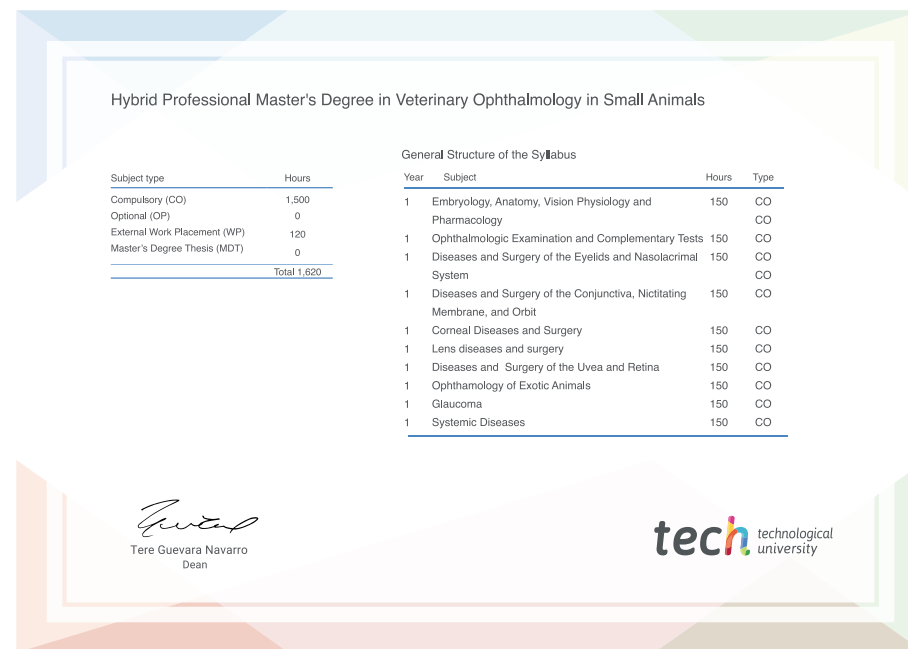 Hybrid Professional Master's Degree in Veterinary Ophthalmology in Small Animals
Subject type Hours
Compulsory (CO) 1,500
Optional (OP) 0
External Work Placement (WP) 120
Master's Degree Thesis (MDT) 0
Total 1,620
General Structure of the Syllabus
Year Subject Hours Type
1 Embryology, Anatomy, Vision Physiology and 150 CO
Pharmacology CO
1 Ophthalmologic Examination and Complementary Tests 150 CO
1 Diseases and Surgery of the Eyelids and Nasolacrimal 150 CO
System CO
1 Diseases and Surgery of the Conjunctiva, Nictitating 150 CO
Membrane, and Orbit
1 Corneal Diseases and Surgery 150 CO
1 Lens diseases and surgery 150 CO
1 Diseases and Surgery of the Uvea and Retina 150 CO
1 Ophthamology of Exotic Animals 150 CO
1 Glaucoma 150 CO
1 Systemic Diseases 150 CO
Tere Guevara Navarro
Dean
tech technological
university